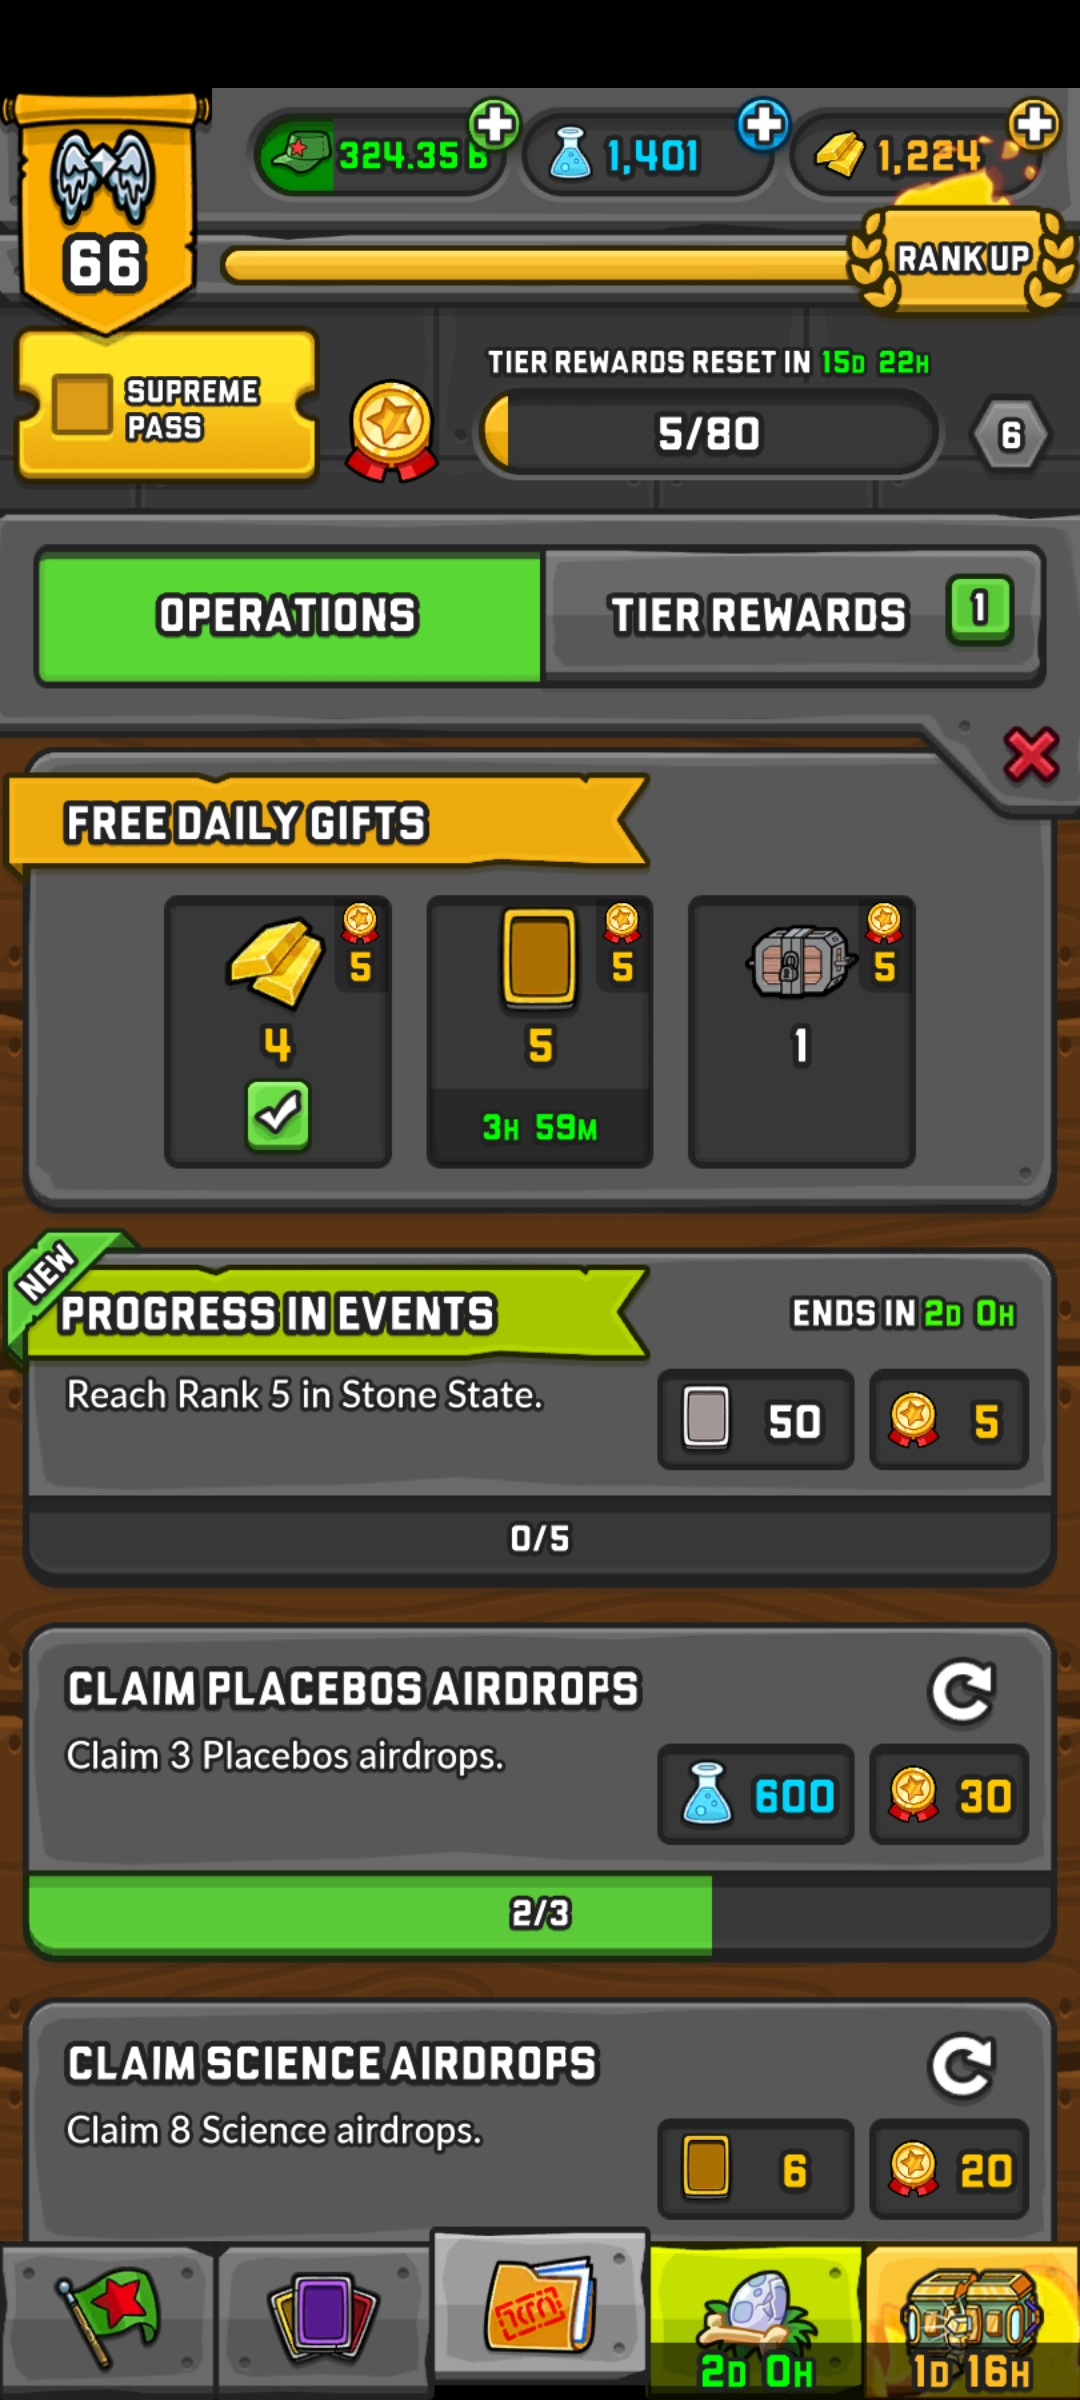 324.35 B
1,401
1,224
66
RANK UP
SUPREME
PASS
TIER REWARDS RESET IN 15D 22H
5/80
6
OPERATIONS
TIER REWARDS
1
FREE DAILY GIFTS
5
5
5
4
5
1
3H 59M
NEW
PROGRESS IN EVENTS
ENDS IN 2D 0H
Reach Rank 5 in Stone State.
50
5
0/5
CLAIM PLACEBOS AIRDROPS
Claim 3 Placebos airdrops.
600
30
2/3
CLAIM SCIENCE AIRDROPS
Claim 8 Science airdrops.
6
20
2D 0H
1D 16H